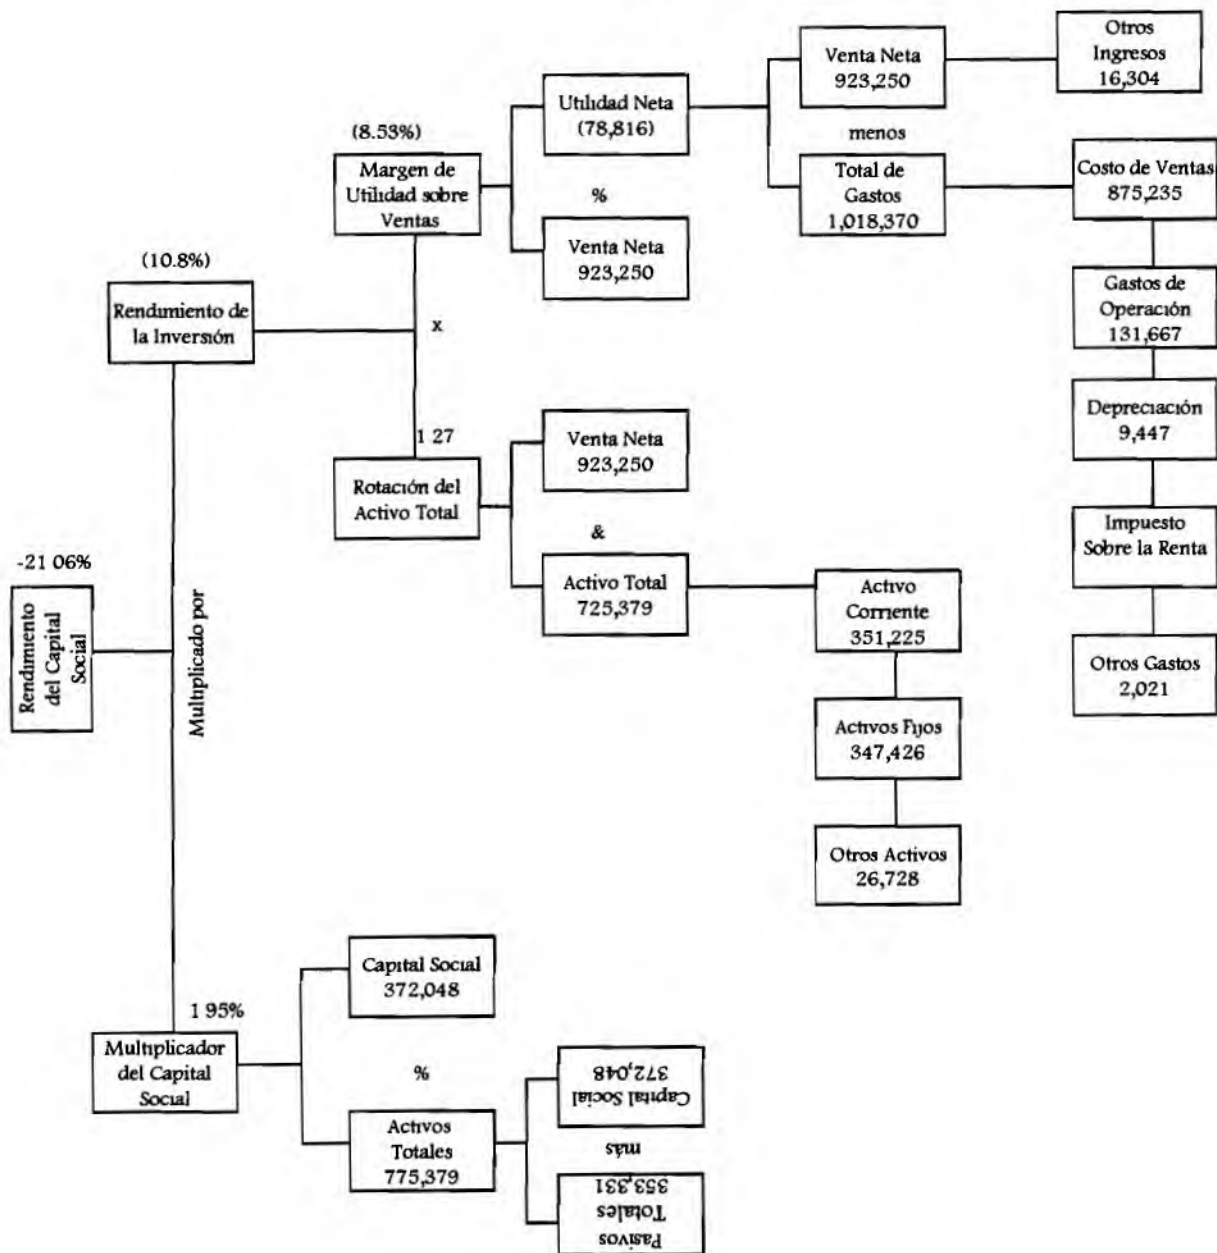 Otros
Ingresos
16,304
Venta Neta
923,250
Utilidad Neta
(78,816)
menos
(8.53%)
Margen de
Utilidad sobre
Ventas
%
Total de
Gastos
1,018,370
Costo de Ventas
875,235
Venta Neta
923,250
(10.8%)
Rendimiento de
la Inversión
x
Gastos de
Operación
131,667
Depreciación
9,447
1 27
Rotación del
Activo Total
Venta Neta
923,250
&
Activo Total
725,379
Impuesto
Sobre la Renta
Activo
Corriente
351,225
-21 06%
Rendimiento
del Capital
Social
Multiplicado por
Otros Gastos
2,021
Activos Fijos
347,426
Otros Activos
26,728
Capital Social
372,048
1 95%
Multiplicador
del Capital
Social
%
Activos
Totales
775,379
Capital Social
372,048
más
Pasivos
Totales
353,331